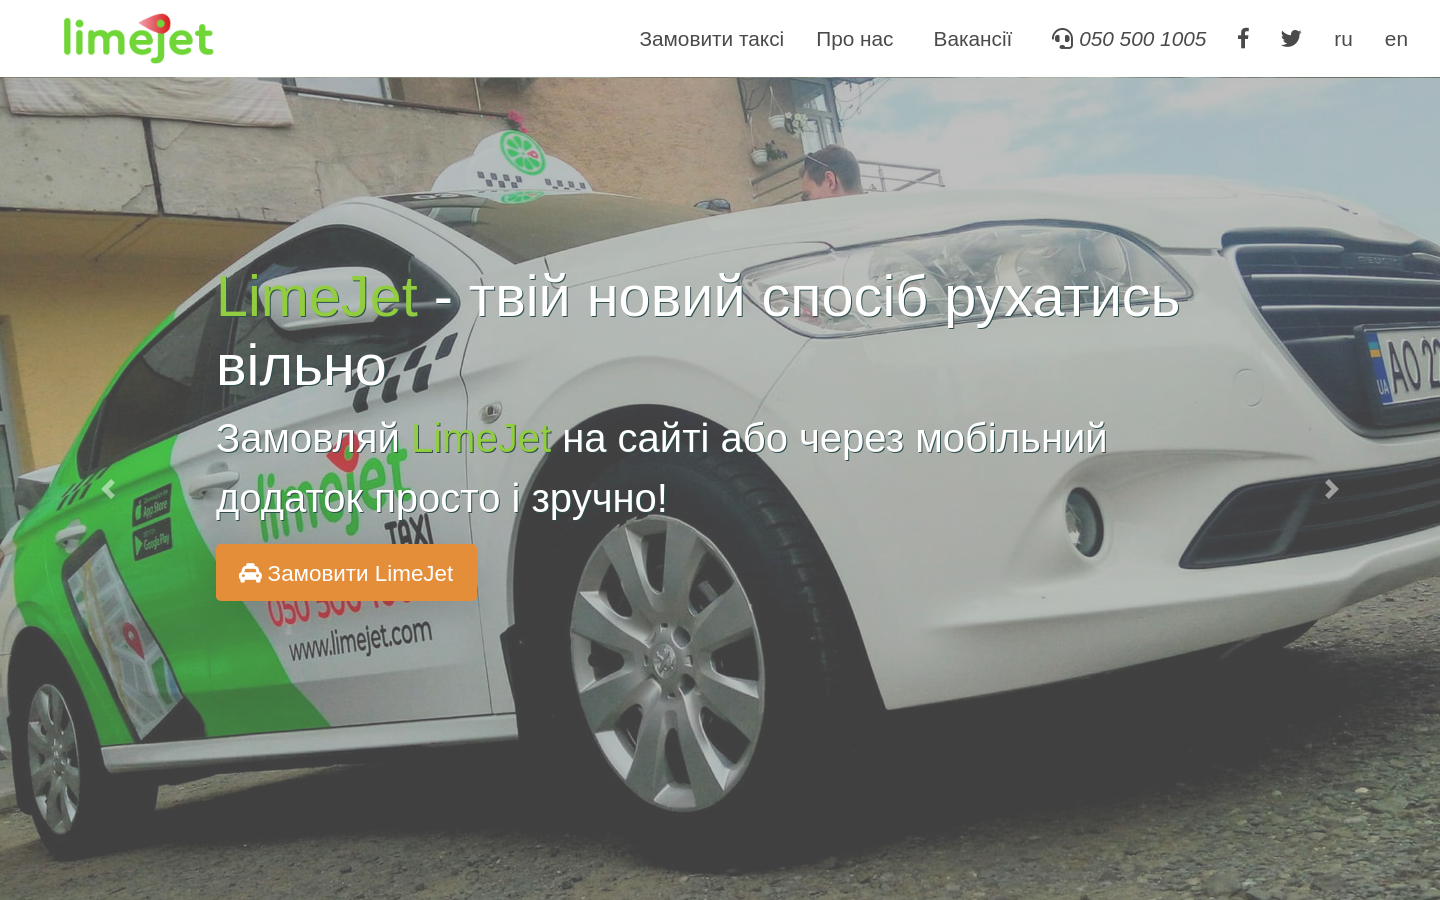 limejet
Замовити таксі
Про нас
Вакансії
050 500 1005
ru
en
LimeJet - твій новий спосіб рухатись
вільно
Замовляй LimeJet на сайті або через мобільний
додаток просто і зручно!
Замовити LimeJet
limejet
TAXI
050 500
www.limejet.com
App Store
Google Play
UA
AO 22